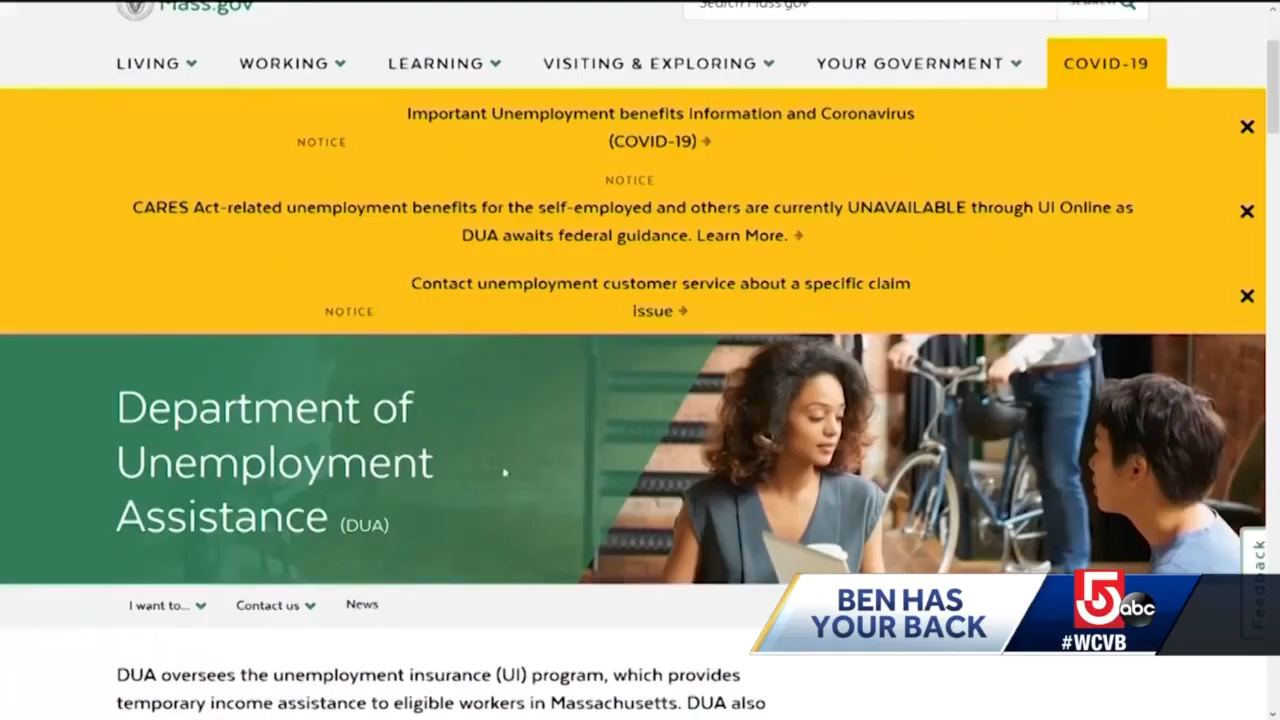 Mass.gov
Search Mass.gov
LIVING
WORKING
LEARNING
VISITING & EXPLORING
YOUR GOVERNMENT
COVID-19
Important Unemployment benefits Information and Coronavirus
NOTICE
(COVID-19)
NOTICE
CARES Act-related unemployment benefits for the self-employed and others are currently UNAVAILABLE through UI Online as
DUA awaits federal guidance. Learn More.
Contact unemployment customer service about a specific claim
NOTICE
issue
Department of
Unemployment
Assistance (DUA)
Feedback
I want to...
Contact us
News
BEN HAS
YOUR BACK
5 abc
#WCVB
DUA oversees the unemployment insurance (UI) program, which provides
temporary income assistance to eligible workers in Massachusetts. DUA also